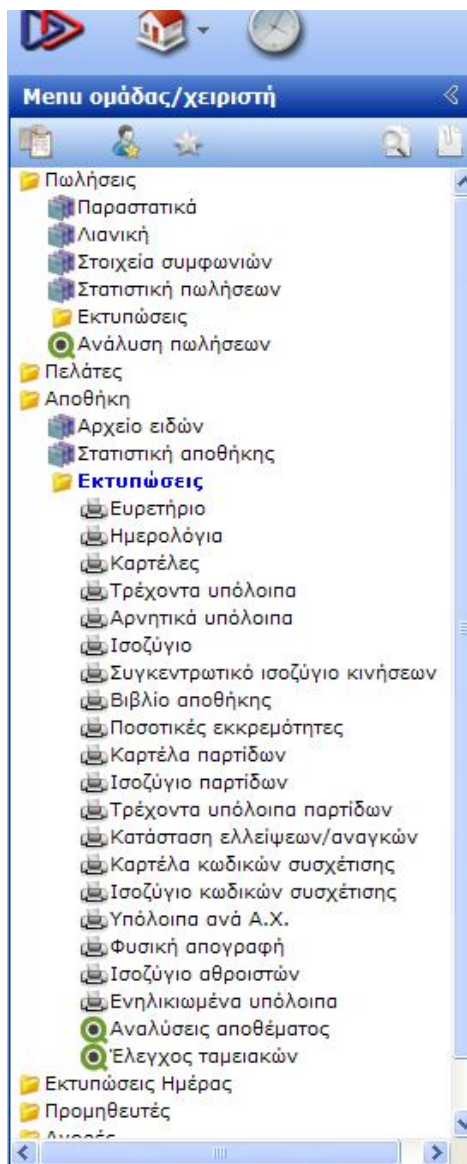 Menu ομάδας/χειριστή
Πωλήσεις
Παραστατικά
Λιανική
Στοιχεία συμφωνιών
Στατιστική πωλήσεων
Εκτυπώσεις
Ανάλυση πωλήσεων
Πελάτες
Αποθήκη
Αρχείο ειδών
Στατιστική αποθήκης
Εκτυπώσεις
Ευρετήριο
Ημερολόγια
Καρτέλες
Τρέχοντα υπόλοιπα
Αρνητικά υπόλοιπα
Ισοζύγιο
Συγκεντρωτικό ισοζύγιο κινήσεων
Βιβλίο αποθήκης
Ποσοτικές εκκρεμότητες
Καρτέλα παρτίδων
Ισοζύγιο παρτίδων
Τρέχοντα υπόλοιπα παρτίδων
Κατάσταση ελλείψεων/αναγκών
Καρτέλα κωδικών συσχέτισης
Ισοζύγιο κωδικών συσχέτισης
Υπόλοιπα ανά Α.Χ.
Φυσική απογραφή
Ισοζύγιο αθροιστών
Ενηλικιωμένα υπόλοιπα
Αναλύσεις αποθέματος
Έλεγχος ταμειακών
Εκτυπώσεις Ημέρας
Προμηθευτές
Αγορές